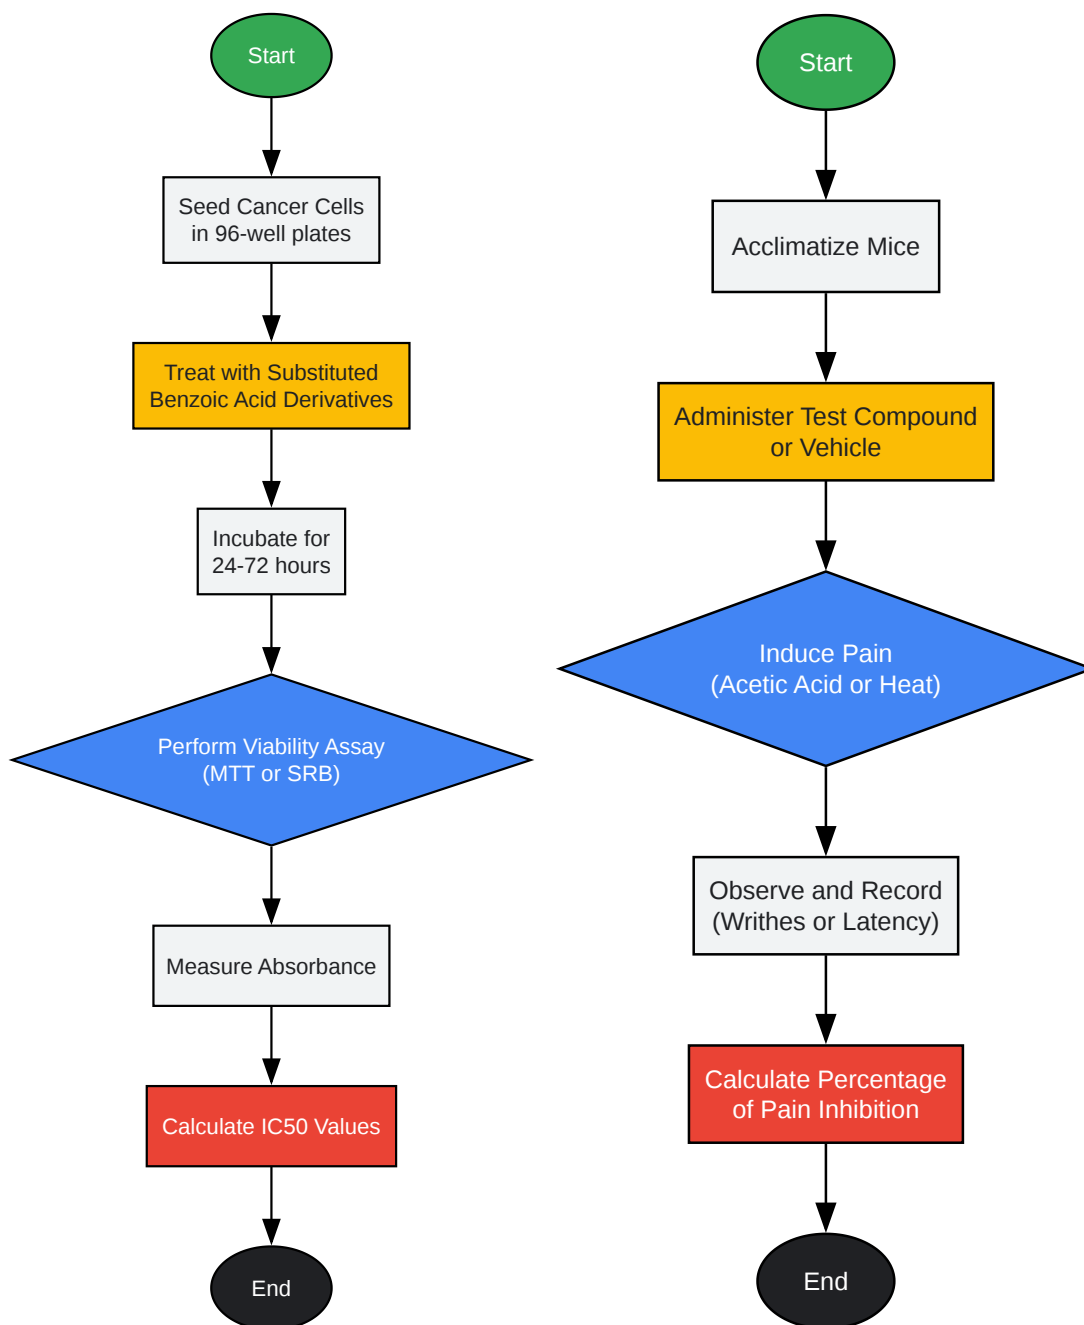 Start
Seed Cancer Cells
in 96-well plates
Treat with Substituted
Benzoic Acid Derivatives
Incubate for
24-72 hours
Perform Viability Assay
(MTT or SRB)
Measure Absorbance
Calculate IC50 Values
End
Start
Acclimatize Mice
Administer Test Compound
or Vehicle
Induce Pain
(Acetic Acid or Heat)
Observe and Record
(Writhes or Latency)
Calculate Percentage
of Pain Inhibition
End